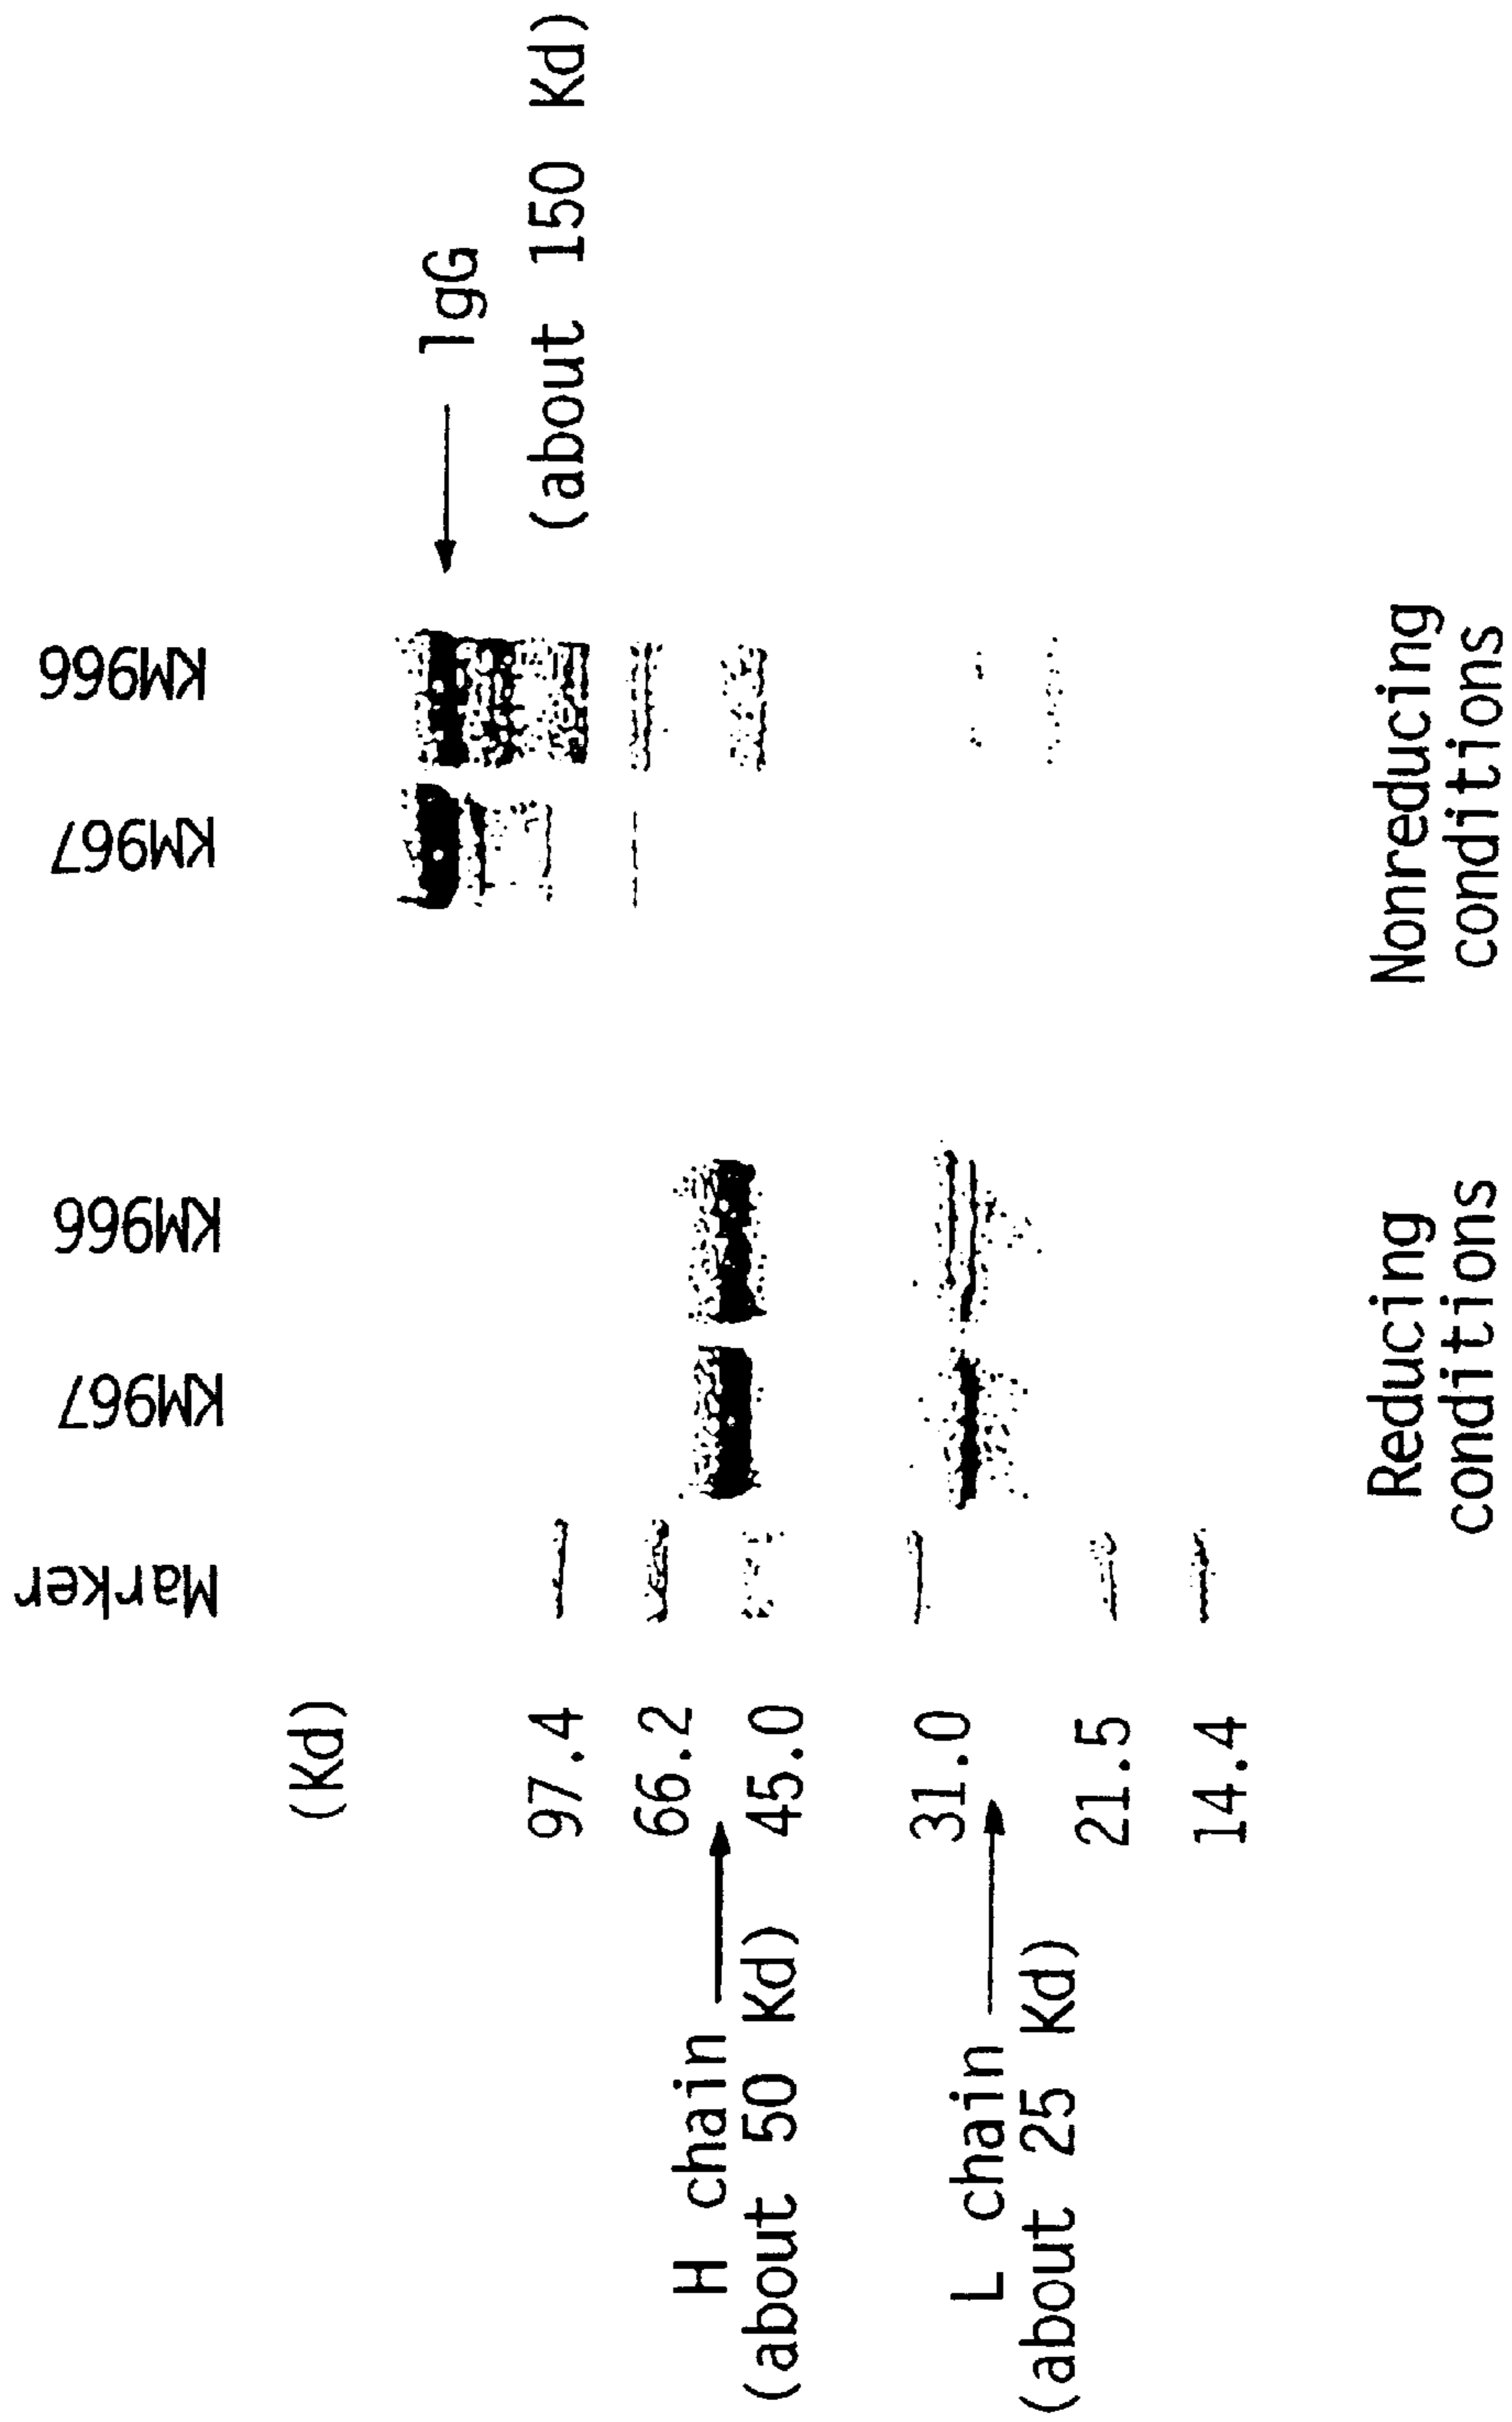 Marker
KM967
KM966
KM967
KM966
(Kd)
97.4
66.2
45.0
31.0
21.5
14.4
H chain
(about 50 Kd)
L chain
(about 25 Kd)
IgG
(about 150 Kd)
Reducing
conditions
Nonreducing
conditions